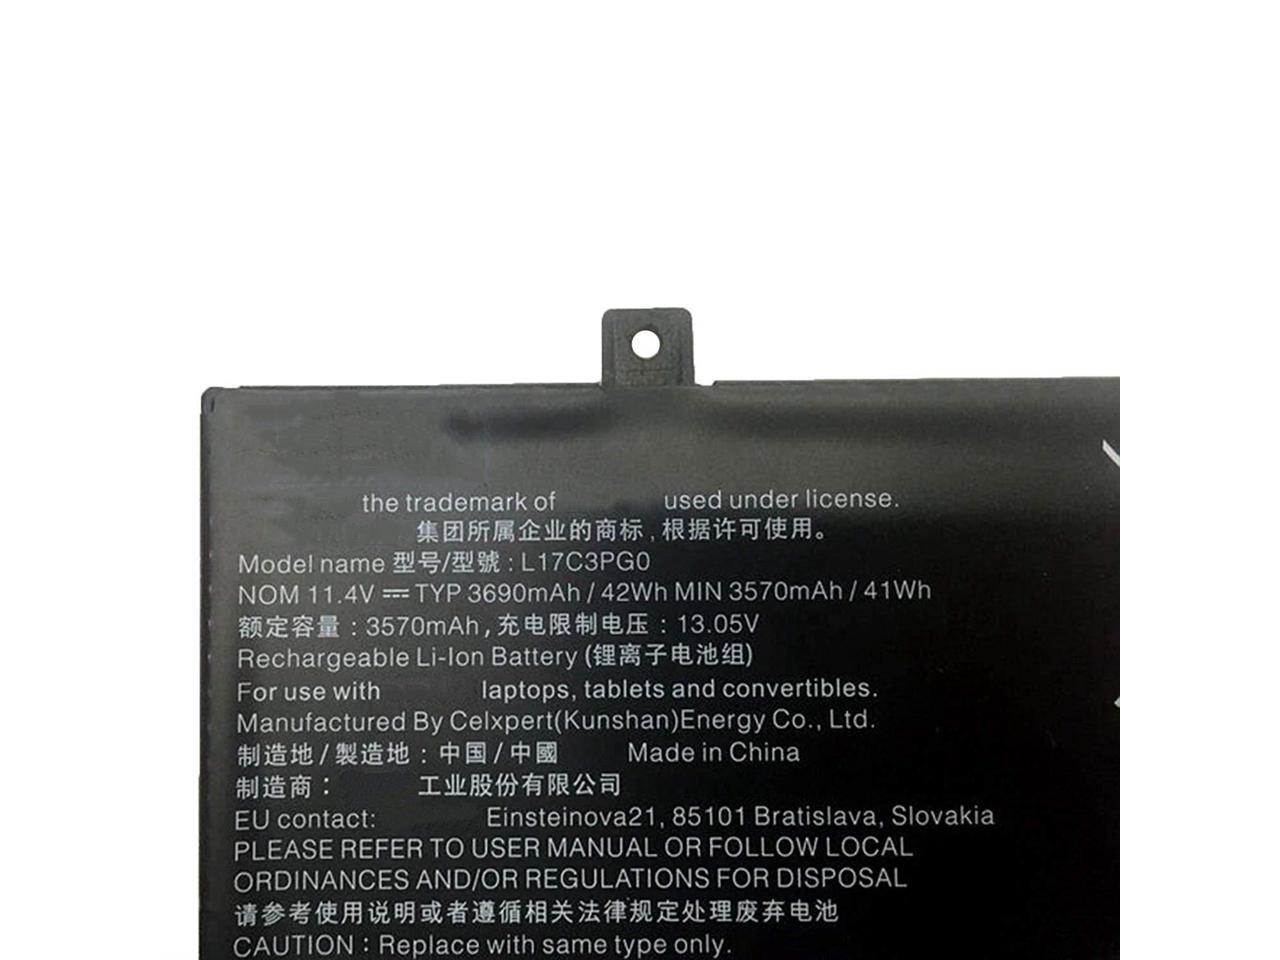 the trademark of used under license.
集团所属企业的商标,根据许可使用。
Model name 型号/型號 : L17C3PG0
NOM 11.4V ⎓ TYP 3690mAh / 42Wh MIN 3570mAh / 41Wh
额定容量 : 3570mAh,充电限制电压 : 13.05V
Rechargeable Li-Ion Battery (锂离子电池组)
For use with laptops, tablets and convertibles.
Manufactured By Celxpert(Kunshan)Energy Co., Ltd.
制造地 / 製造地 : 中国 / 中國 Made in China
制造商 : 工业股份有限公司
EU contact: Einsteinova21, 85101 Bratislava, Slovakia
PLEASE REFER TO USER MANUAL OR FOLLOW LOCAL
ORDINANCES AND/OR REGULATIONS FOR DISPOSAL
请参考使用说明或者遵循相关法律规定处理废弃电池
CAUTION : Replace with same type only.